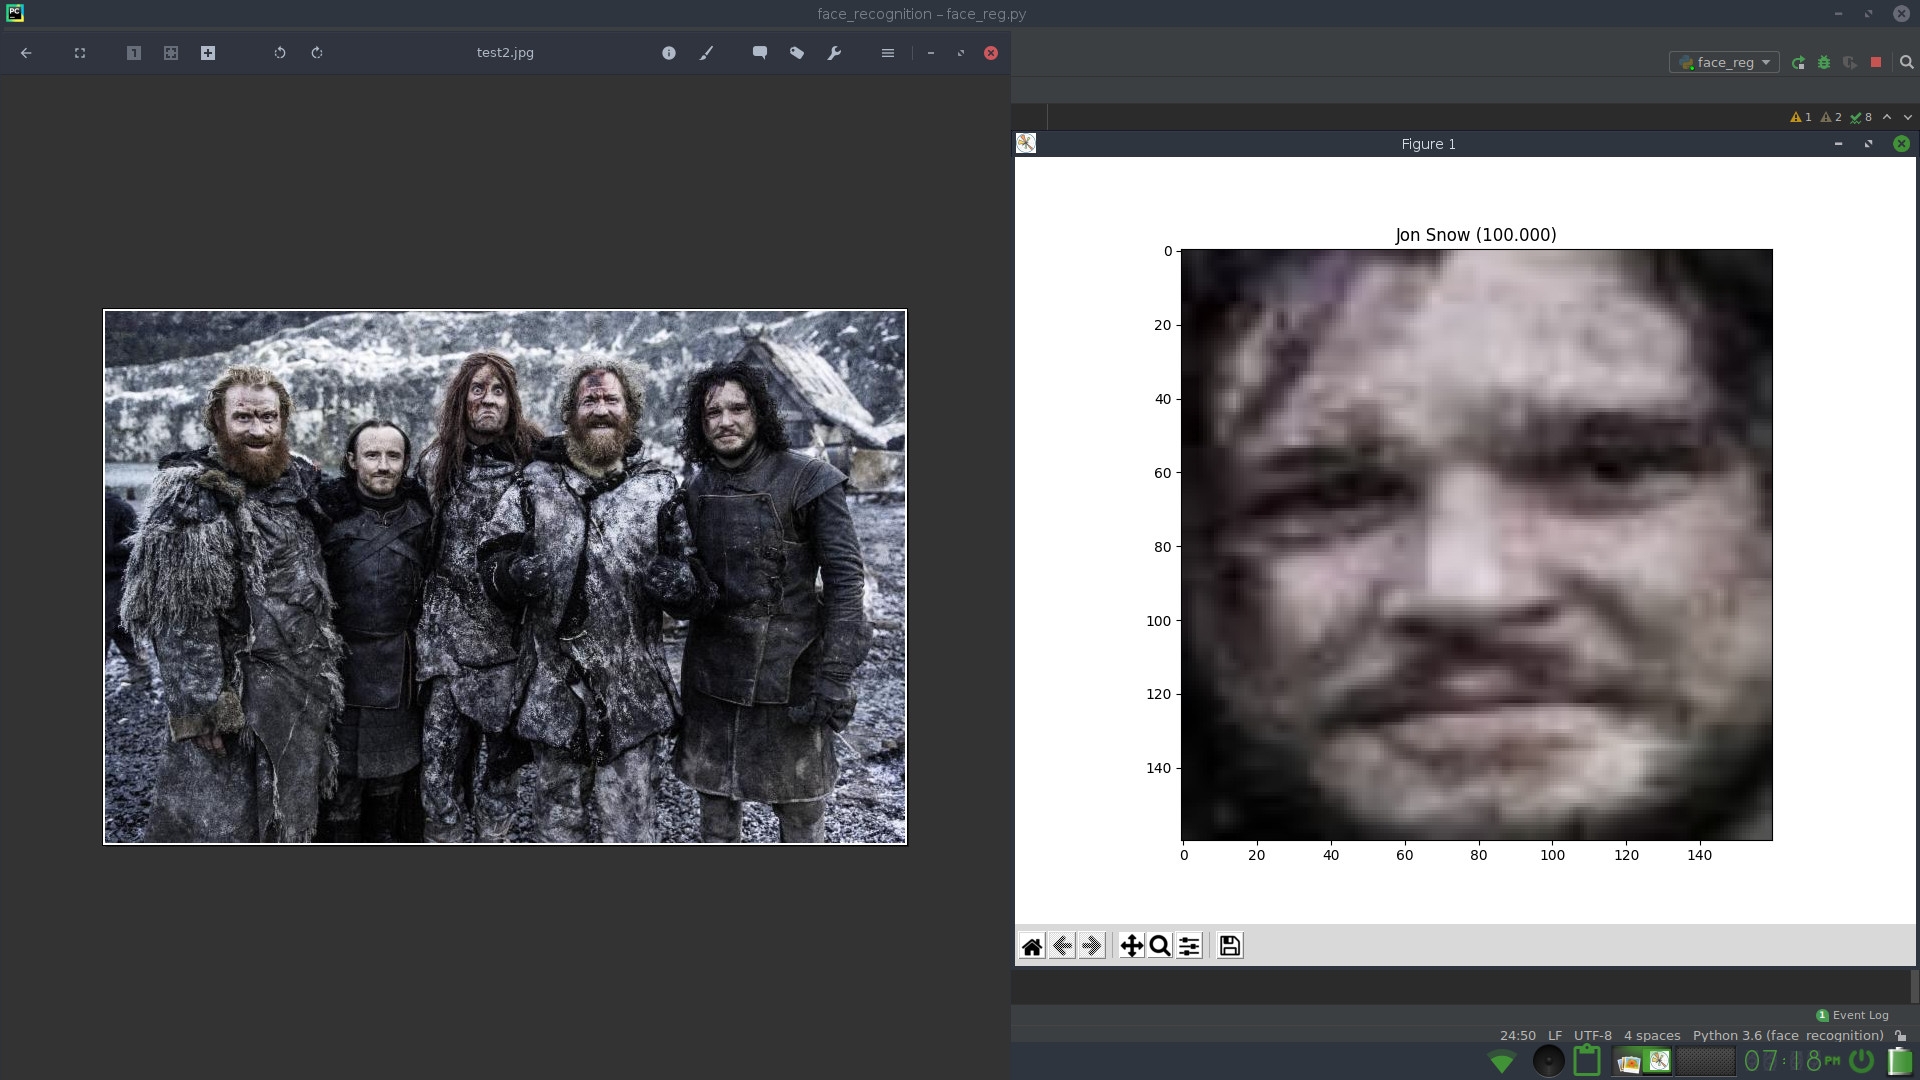 PC
face_recognition – face_reg.py
1
test2.jpg
face_reg
1 2 8
Figure 1
Jon Snow (100.000)
0
20
40
60
80
100
120
140
0 20 40 60 80 100 120 140
1 Event Log
24:50 LF UTF-8 4 spaces Python 3.6 (face_recognition)
07:18 PM